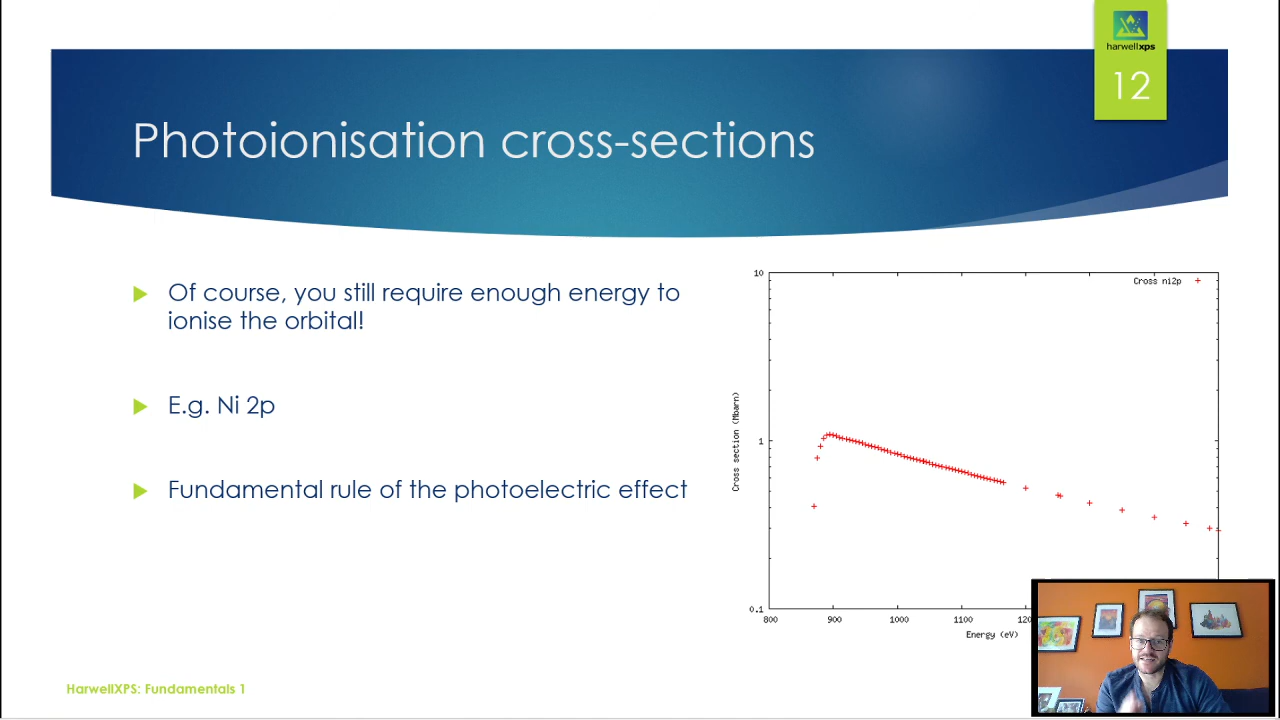 harwellxps
12
Photoionisation cross-sections
Of course, you still require enough energy to
ionise the orbital!
E.g. Ni 2p
Fundamental rule of the photoelectric effect
10
Cross ni2p
Cross section (Mbarn)
1
0.1
800
900
1000
1100
Energy (eV)
HarwellXPS: Fundamentals 1